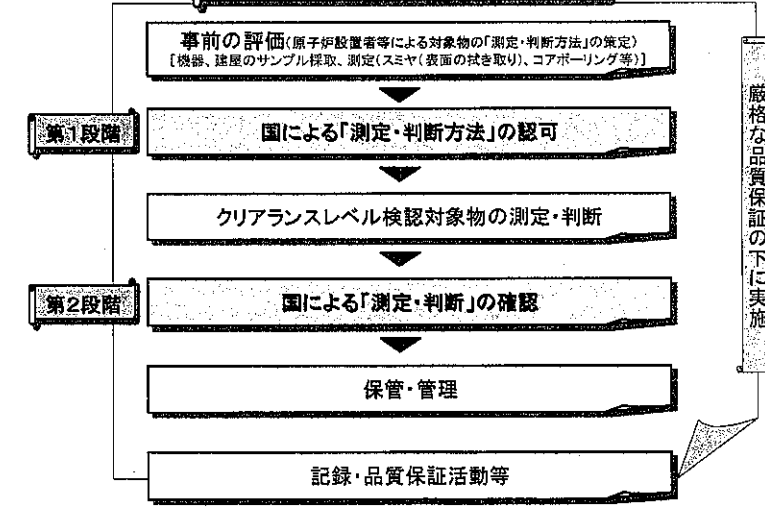 事前の評価(原子炉設置者等による対象物の「測定・判断方法」の策定)
[機器、建屋のサンプル採取、測定(スミヤ(表面の拭き取り)、コアボーリング等)]
第1段階
国による「測定・判断方法」の認可
クリアランスレベル検認対象物の測定・判断
第2段階
国による「測定・判断」の確認
保管・管理
記録・品質保証活動等
厳格な品質保証の下に実施